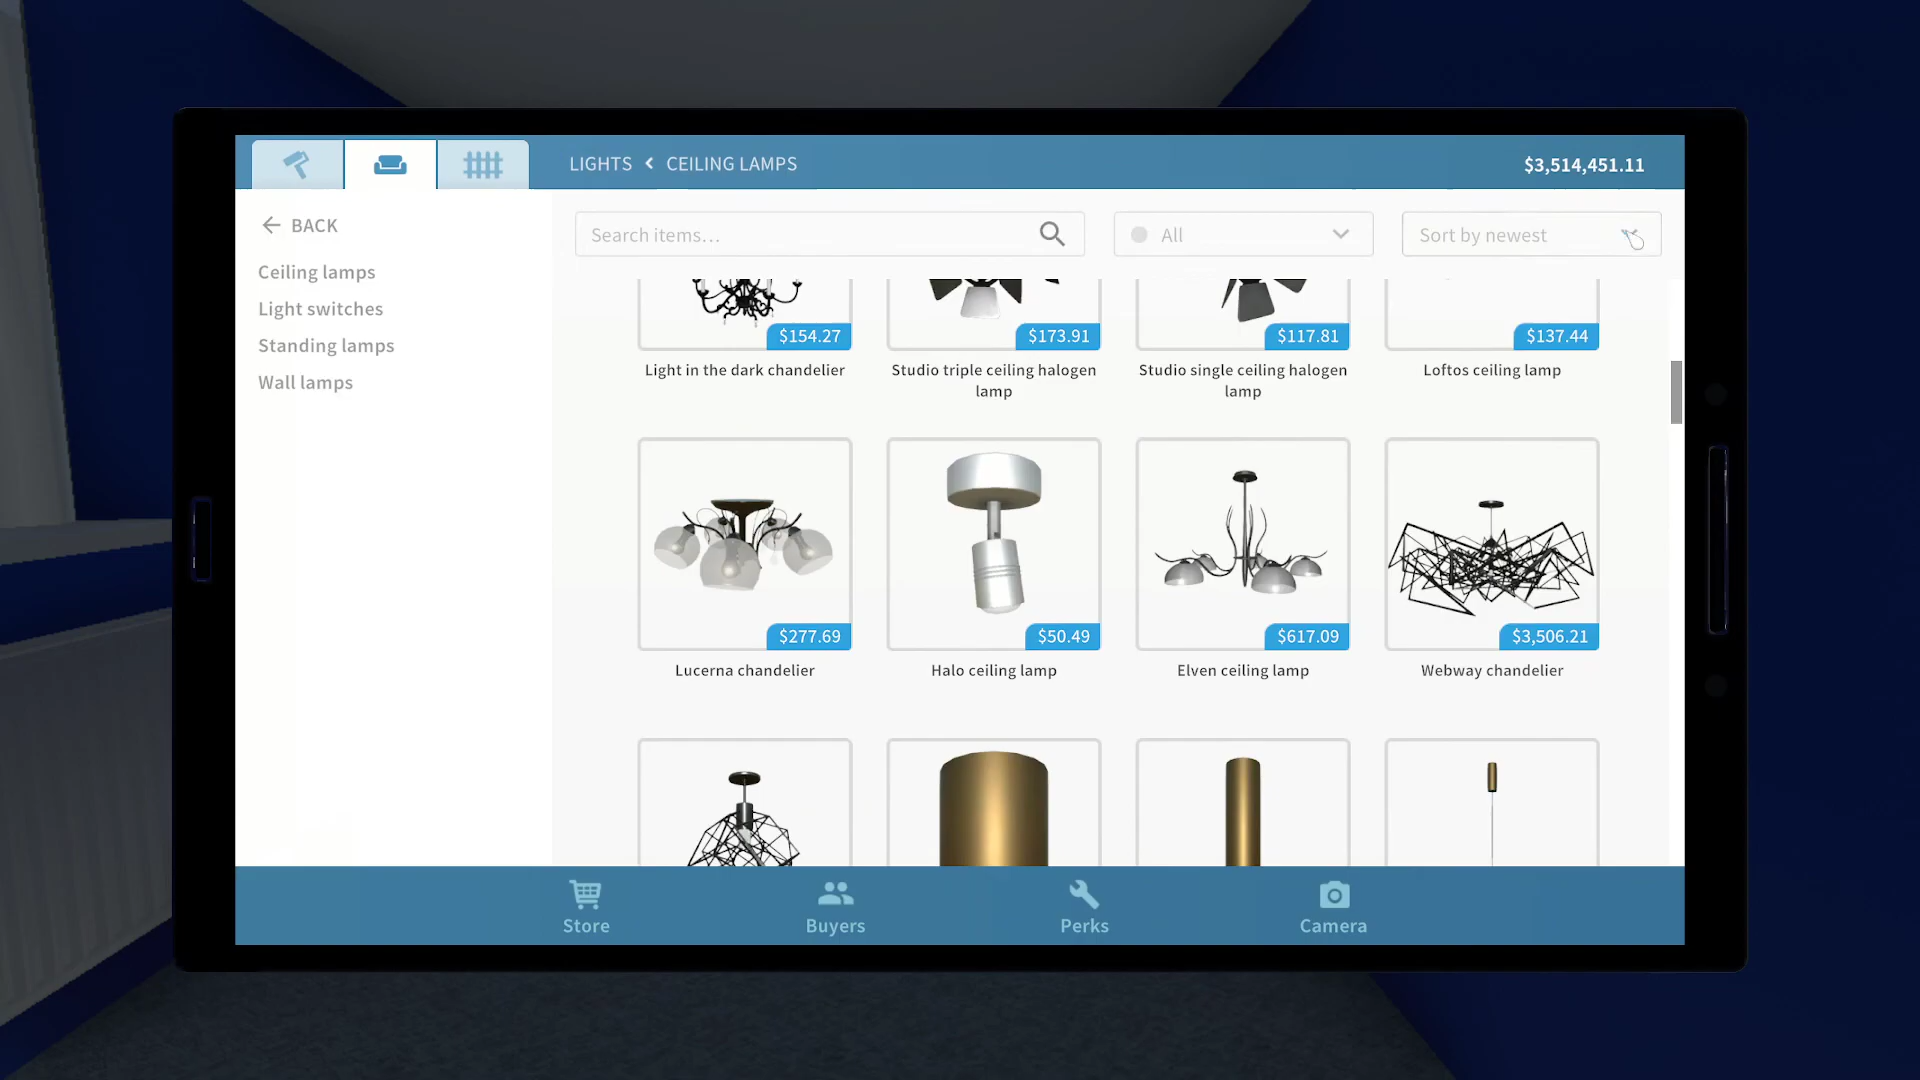 LIGHTS < CEILING LAMPS
$3,514,451.11
BACK
Ceiling lamps
Light switches
Standing lamps
Wall lamps
Search items...
All
Sort by newest
$154.27
Light in the dark chandelier
$173.91
Studio triple ceiling halogen
lamp
$117.81
Studio single ceiling halogen
lamp
$137.44
Loftos ceiling lamp
$277.69
Lucerna chandelier
$50.49
Halo ceiling lamp
$617.09
Elven ceiling lamp
$3,506.21
Webway chandelier
Store
Buyers
Perks
Camera